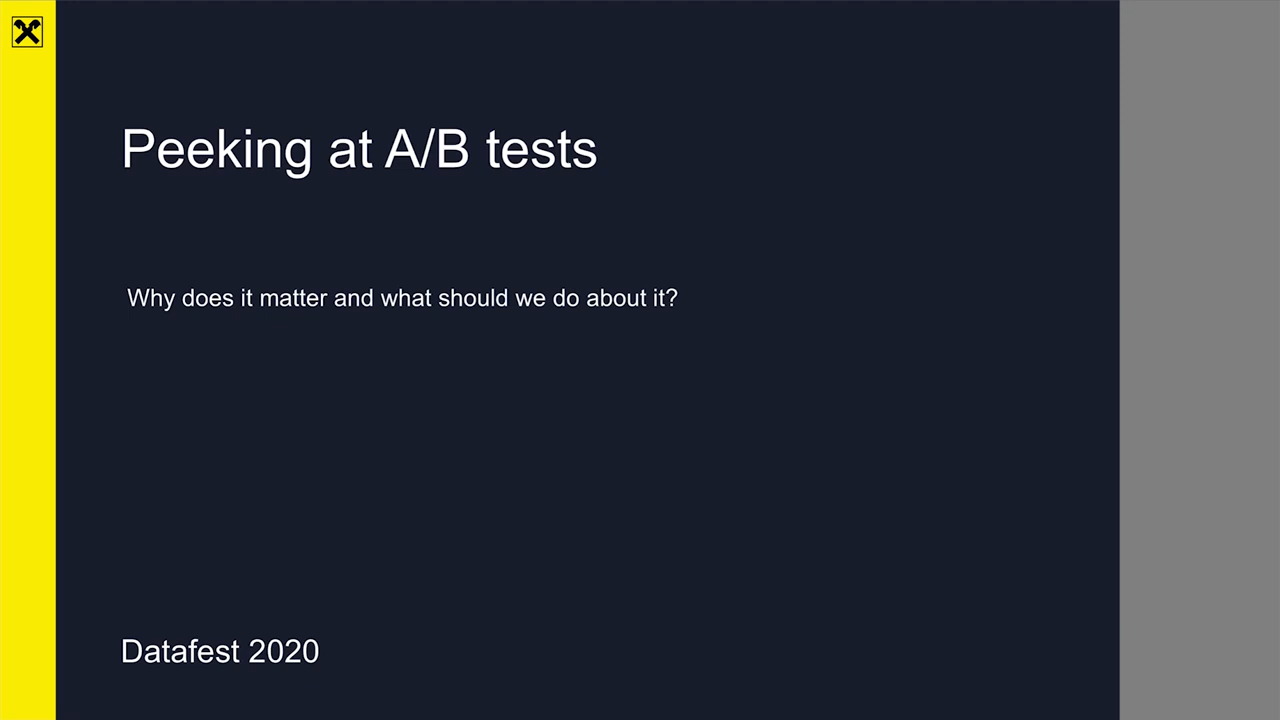 Peeking at A/B tests
Why does it matter and what should we do about it?
Datafest 2020